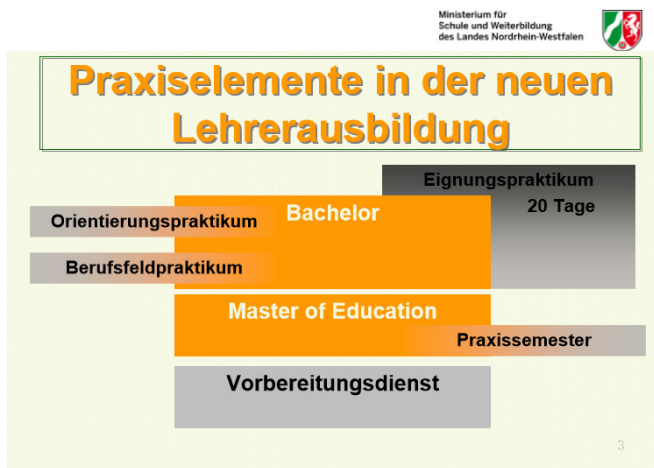 Ministerium für
Schule und Weiterbildung
des Landes Nordrhein-Westfalen
Praxiselemente in der neuen
Lehrerausbildung
Eignungspraktikum
20 Tage
Bachelor
Orientierungspraktikum
Berufsfeldpraktikum
Master of Education
Praxissemester
Vorbereitungsdienst
3